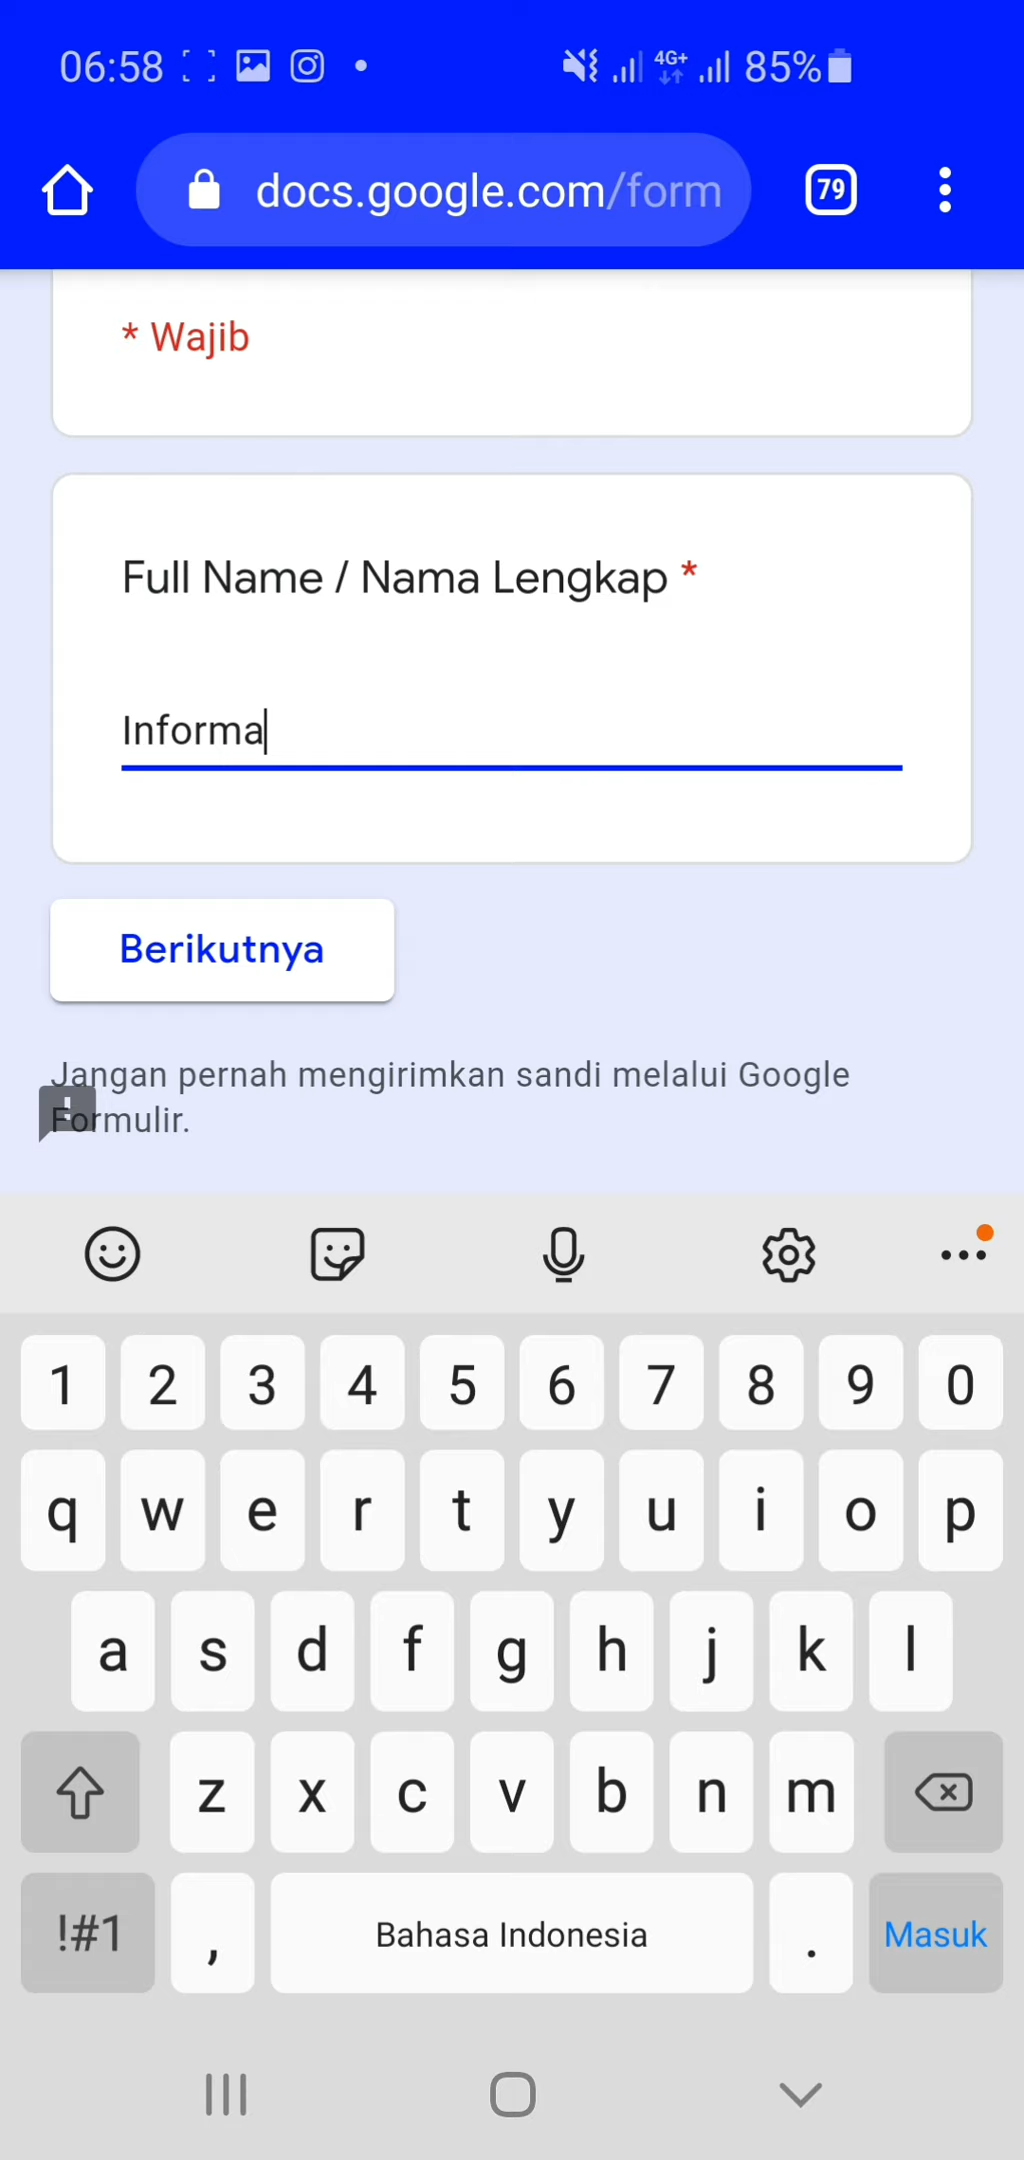 06:58
4G+
85%
docs.google.com/form
79
* Wajib
Full Name / Nama Lengkap *
Informa
Berikutnya
Jangan pernah mengirimkan sandi melalui Google
Formulir.
1 2 3 4 5 6 7 8 9 0
q w e r t y u i o p
a s d f g h j k l
z x c v b n m
!#1 , Bahasa Indonesia . Masuk